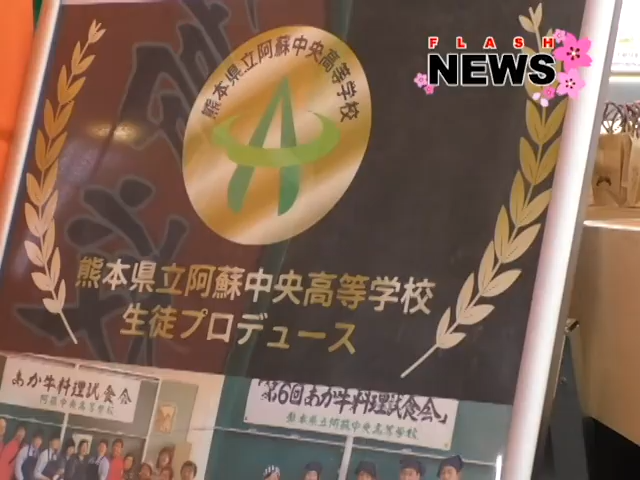 FLASH
NEWS
熊本県立阿蘇中央高等学校
熊本県立阿蘇中央高等学校
生徒プロデュース
あか牛料理試食会
阿蘇中央高等学校
「第6回あか牛料理試食会」
熊本県立阿蘇中央高等学校